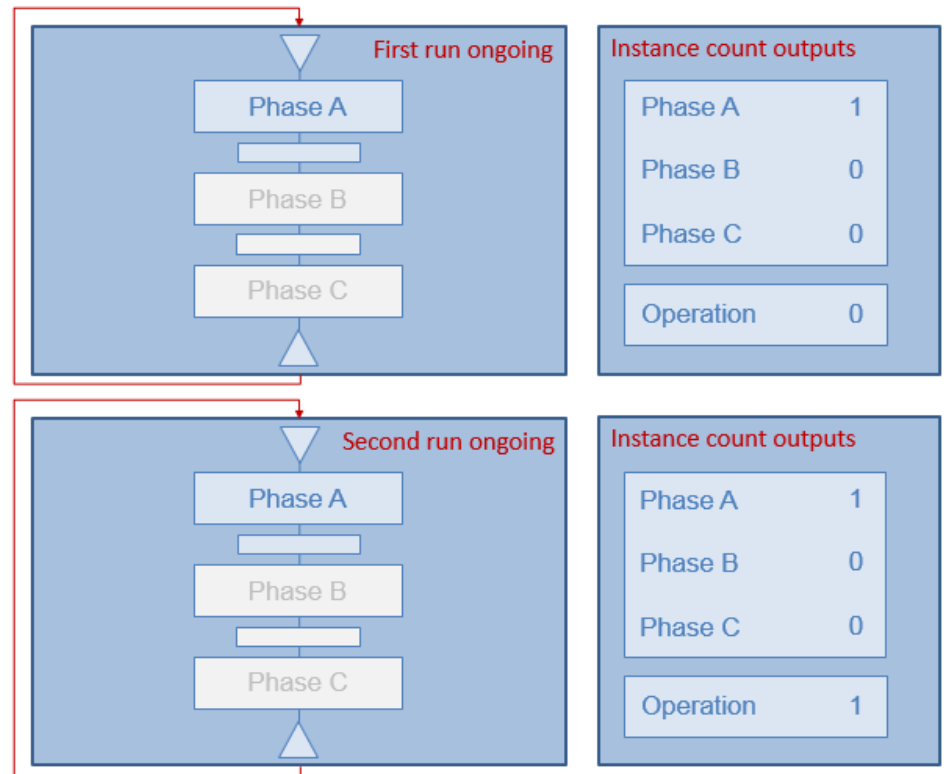 First run ongoing
Phase A
Phase B
Phase C
Instance count outputs
Phase A 1
Phase B 0
Phase C 0
Operation 0
Second run ongoing
Phase A
Phase B
Phase C
Instance count outputs
Phase A 1
Phase B 0
Phase C 0
Operation 1